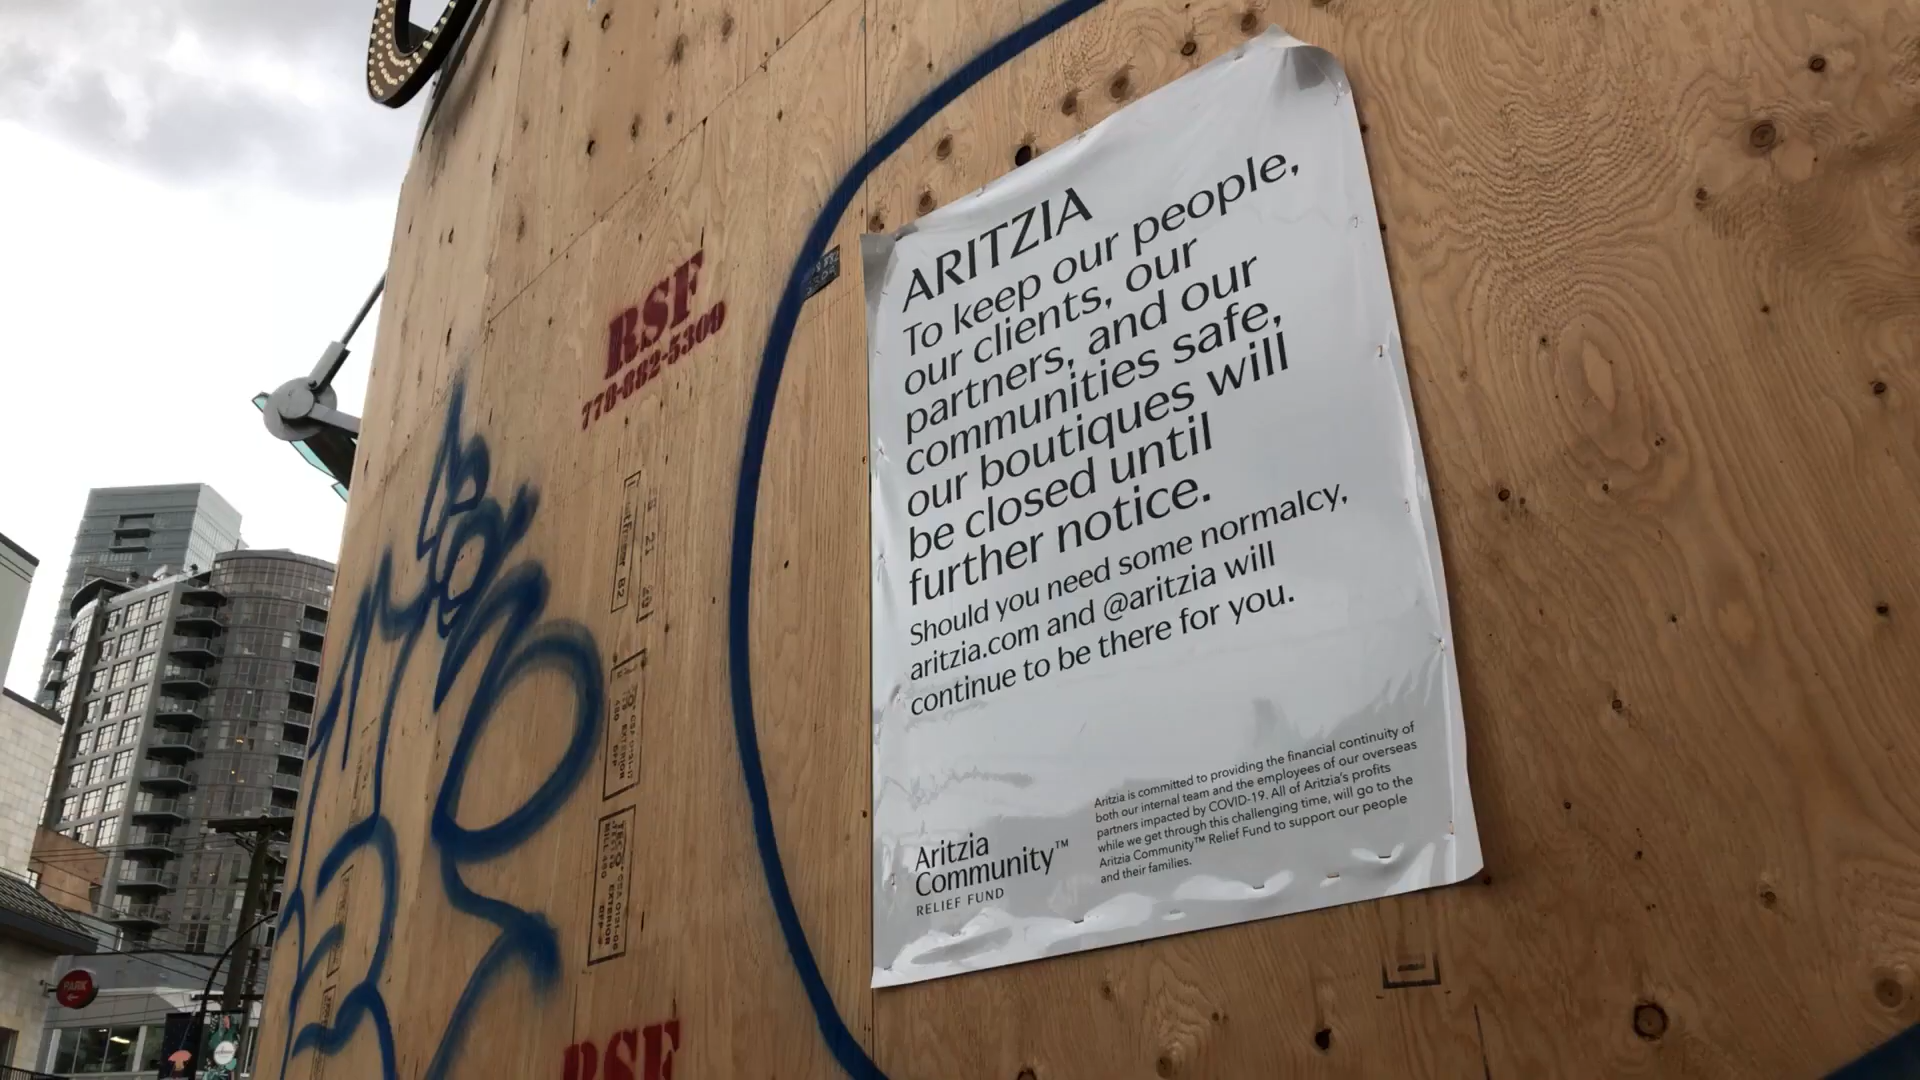 ARITZIA
To keep our people,
our clients, our
partners, and our
communities safe,
our boutiques will
be closed until
further notice.
Should you need some normalcy,
aritzia.com and @aritzia will
continue to be there for you.
Aritzia is committed to providing the financial continuity of
both our internal team and the employees of our overseas
partners impacted by COVID-19. All of Aritzia's profits
while we get through this challenging time, will go to the
Aritzia Community™ Relief Fund to support our people
and their families.
Aritzia
Community™
RELIEF FUND
RSF
778-882-5300
RSF
PARK